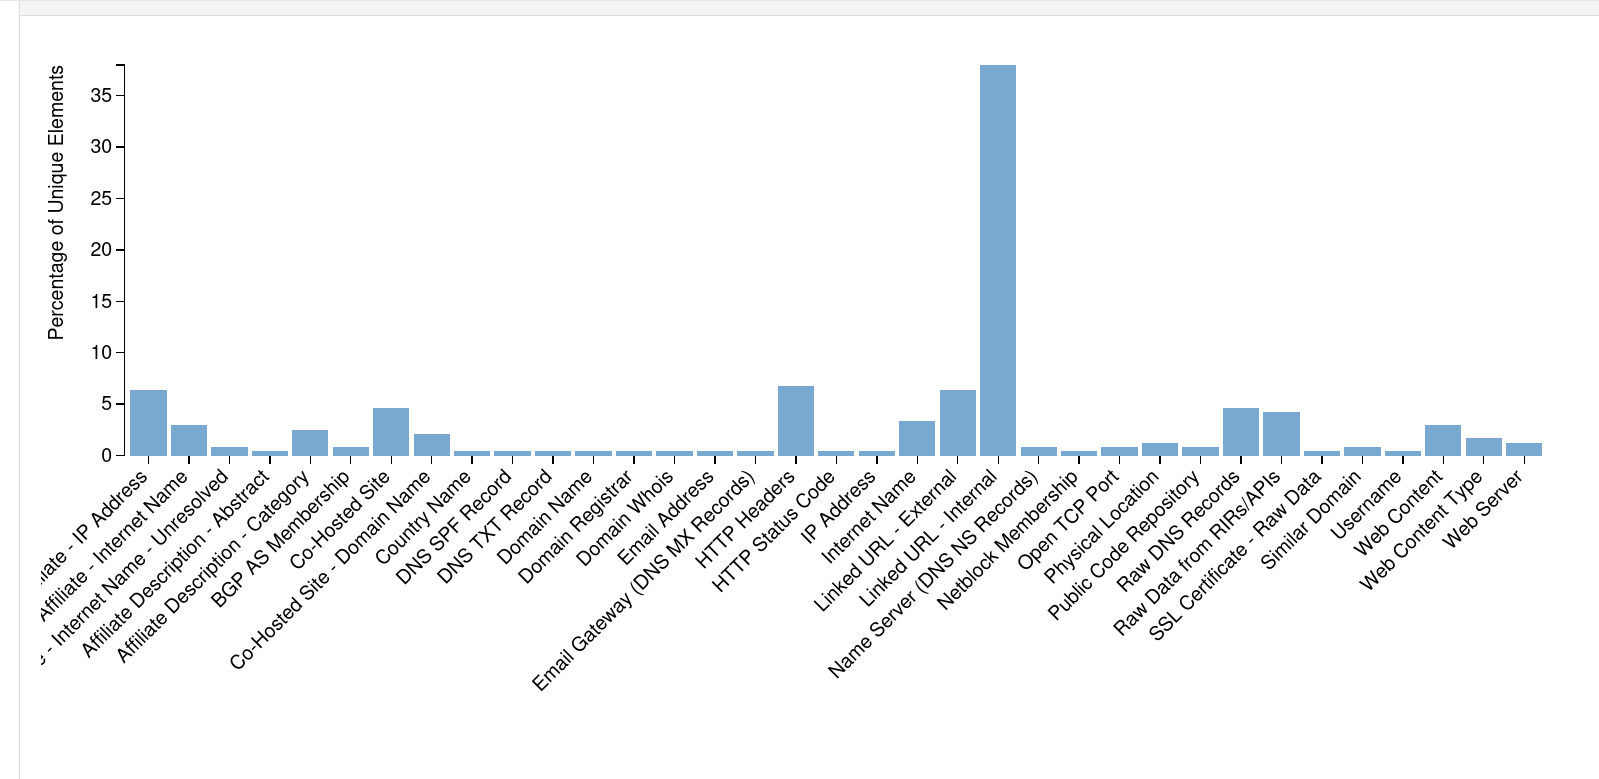 Percentage of Unique Elements
35
30
25
20
15
10
5
0
- IP Address
Affiliate - Internet Name
- Internet Name - Unresolved
Affiliate Description - Abstract
Affiliate Description - Category
BGP AS Membership
Co-Hosted Site
Co-Hosted Site - Domain Name
Country Name
DNS SPF Record
DNS TXT Record
Domain Name
Domain Registrar
Domain Whois
Email Address
Email Gateway (DNS MX Records)
HTTP Headers
HTTP Status Code
IP Address
Internet Name
Linked URL - External
Linked URL - Internal
Name Server (DNS NS Records)
Netblock Membership
Open TCP Port
Physical Location
Public Code Repository
Raw DNS Records
Raw Data from RIRs/APIs
SSL Certificate - Raw Data
Similar Domain
Username
Web Content
Web Content Type
Web Server